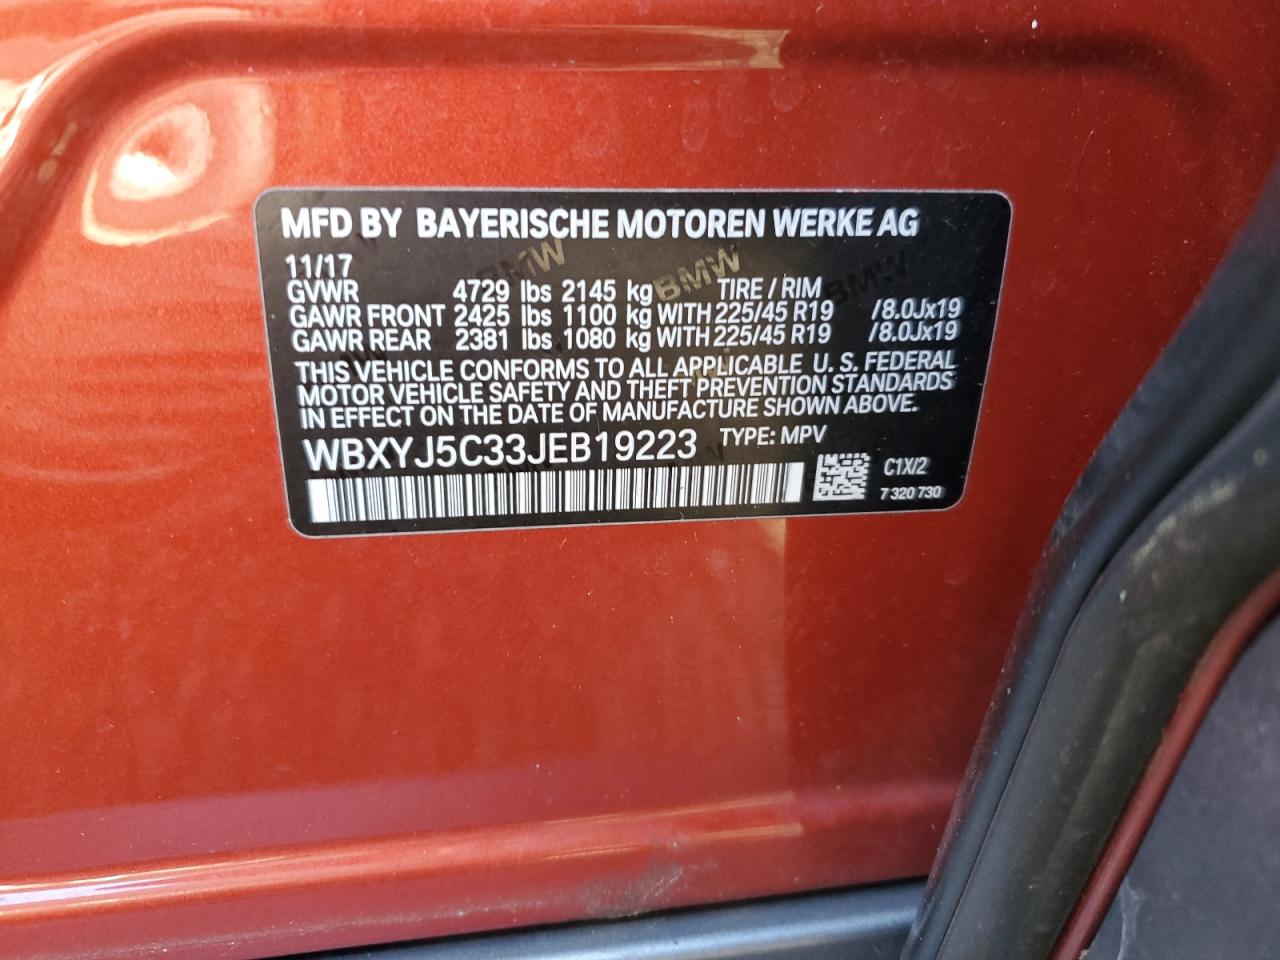 MFD BY BAYERISCHE MOTOREN WERKE AG
11/17
GVWR 4729 lbs 2145 kg TIRE / RIM
GAWR FRONT 2425 lbs 1100 kg WITH 225/45 R19 /8.0Jx19
GAWR REAR 2381 lbs 1080 kg WITH 225/45 R19 /8.0Jx19
THIS VEHICLE CONFORMS TO ALL APPLICABLE U. S. FEDERAL
MOTOR VEHICLE SAFETY AND THEFT PREVENTION STANDARDS
IN EFFECT ON THE DATE OF MANUFACTURE SHOWN ABOVE.
WBXYJ5C33JEB19223 TYPE: MPV
C1X/2
7 320 730
BMW
BMW
BMW